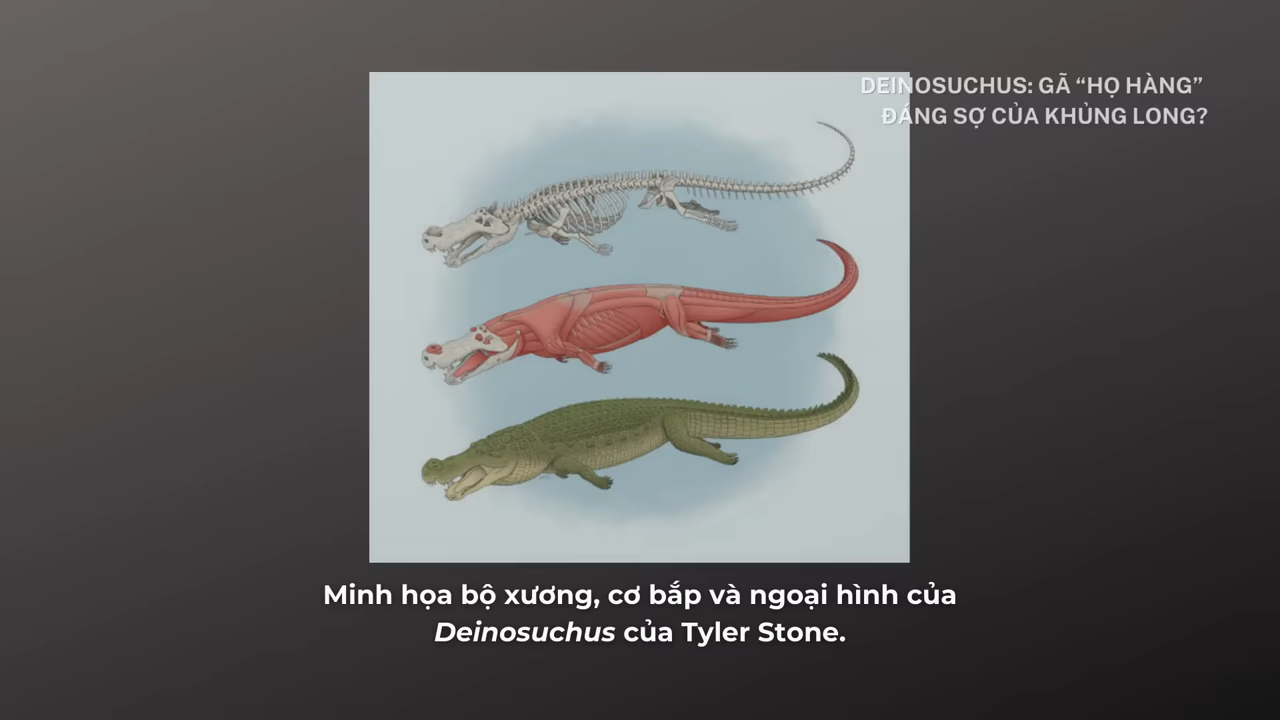 DEINOSUCHUS: GÃ “HỌ HÀNG”
ĐÁNG SỢ CỦA KHỦNG LONG?
Minh họa bộ xương, cơ bắp và ngoại hình của
Deinosuchus của Tyler Stone.